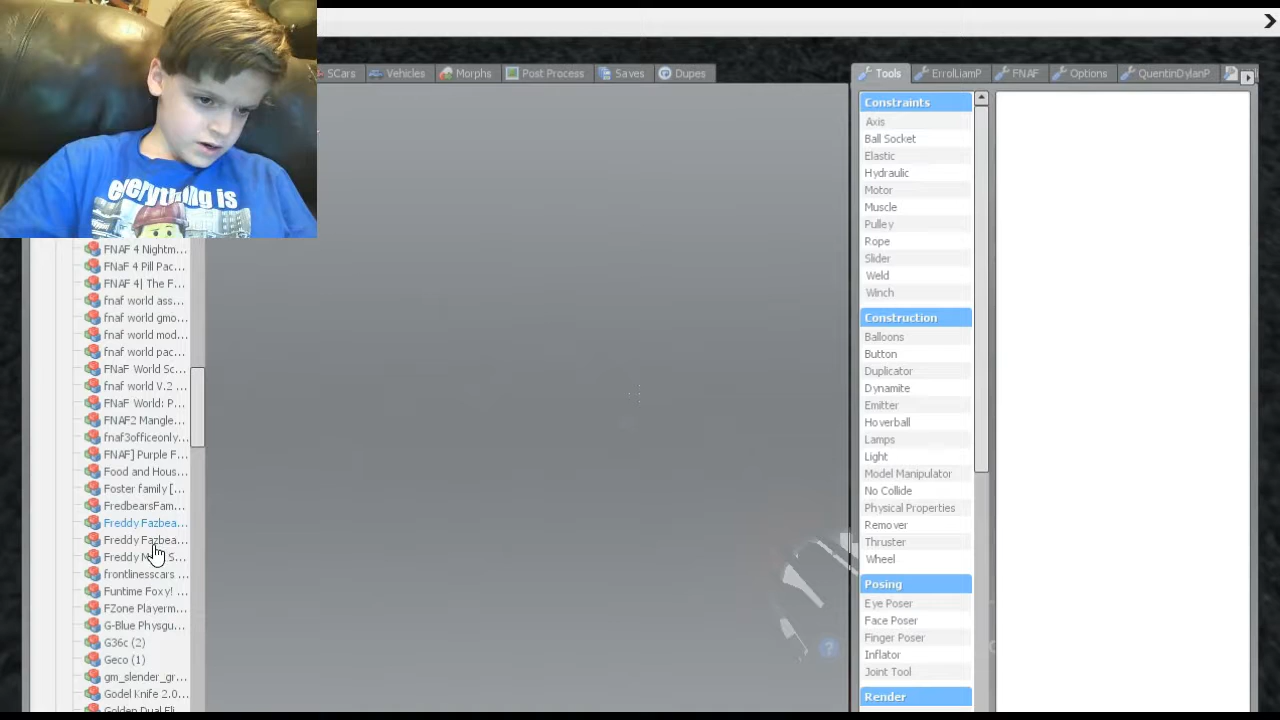 SCars Vehicles Morphs Post Process Saves Dupes
Tools ErrolLiamP FNAF Options QuentinDylanP
everything is
FNAF 4 Nightm...
FNaF 4 Pill Pac...
FNAF 4| The F...
fnaf world ass...
fnaf world gmo...
fnaf world mod...
fnaf world pac...
FNaF World Sc...
fnaf world V.2 ...
FNaF World: P...
FNAF2 Mangle...
fnaf3officeonly...
FNAF] Purple F...
Food and Hous...
Foster family [...
FredbearsFam...
Freddy Fazbea...
Freddy Fazbea...
Freddy
frontlinesscars ...
Funtime Foxy! ...
FZone Playerm...
G-Blue Physgu...
G36c (2)
Geco (1)
gm_slender_gr...
Godel Knife 2.0...
Constraints
Axis
Ball Socket
Elastic
Hydraulic
Motor
Muscle
Pulley
Rope
Slider
Weld
Winch
Construction
Balloons
Button
Duplicator
Dynamite
Emitter
Hoverball
Lamps
Light
Model Manipulator
No Collide
Physical Properties
Remover
Thruster
Wheel
Posing
Eye Poser
Face Poser
Finger Poser
Inflator
Joint Tool
Render
?